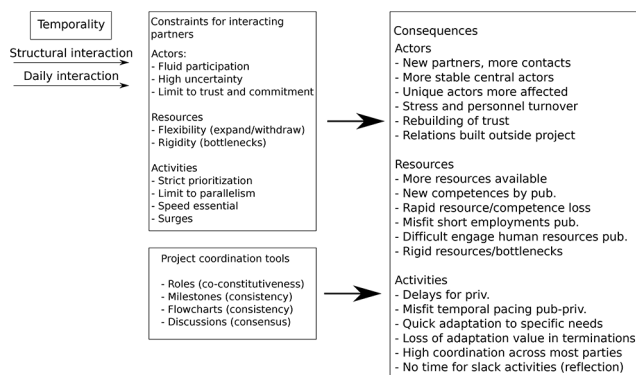 Temporality
Structural interaction
Daily interaction
Constraints for interacting
partners
Actors:
- Fluid participation
- High uncertainty
- Limit to trust and commitment
Resources
- Flexibility (expand/withdraw)
- Rigidity (bottlenecks)
Activities
- Strict prioritization
- Limit to parallelism
- Speed essential
- Surges
Project coordination tools
- Roles (co-constitutiveness)
- Milestones (consistency)
- Flowcharts (consistency)
- Discussions (consensus)
Consequences
Actors
- New partners, more contacts
- More stable central actors
- Unique actors more affected
- Stress and personnel turnover
- Rebuilding of trust
- Relations built outside project
Resources
- More resources available
- New competences by pub.
- Rapid resource/competence loss
- Misfit short employments pub.
- Difficult engage human resources pub.
- Rigid resources/bottlenecks
Activities
- Delays for priv.
- Misfit temporal pacing pub-priv.
- Quick adaptation to specific needs
- Loss of adaptation value in terminations
- High coordination across most parties
- No time for slack activities (reflection)